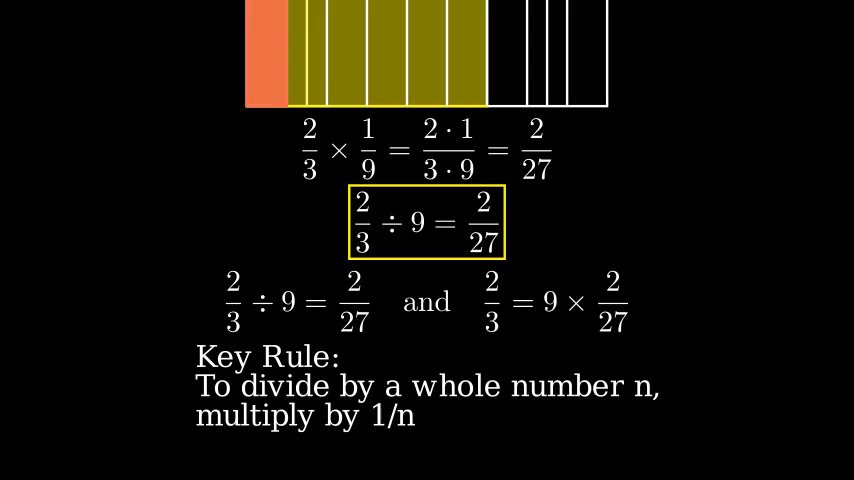 2/3 × 1/9 = 2·1/3·9 = 2/27
2/3 ÷ 9 = 2/27
2/3 ÷ 9 = 2/27 and 2/3 = 9 × 2/27
Key Rule:
To divide by a whole number n,
multiply by 1/n